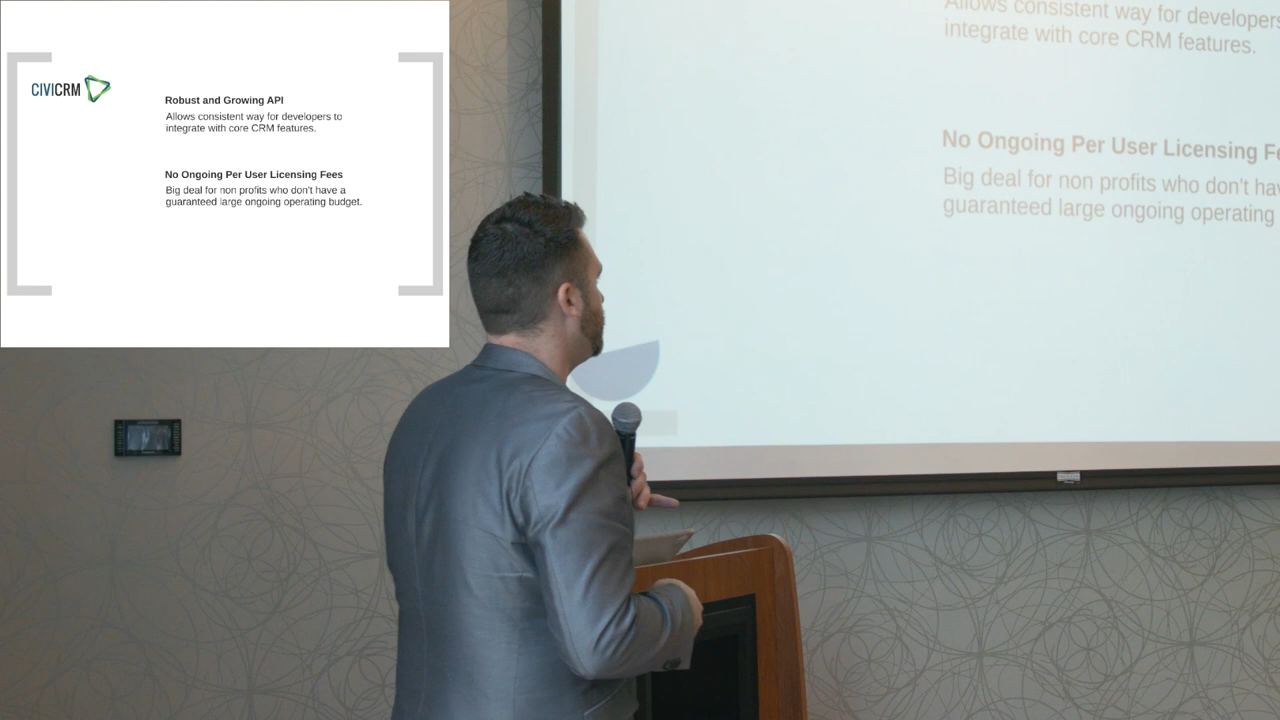 CIVICRM
Robust and Growing API
Allows consistent way for developers to
integrate with core CRM features.
No Ongoing Per User Licensing Fees
Big deal for non profits who don't have a
guaranteed large ongoing operating budget.
Allows consistent way for developers
integrate with core CRM features.
No Ongoing Per User Licensing Fe
Big deal for non profits who don't hav
guaranteed large ongoing operating